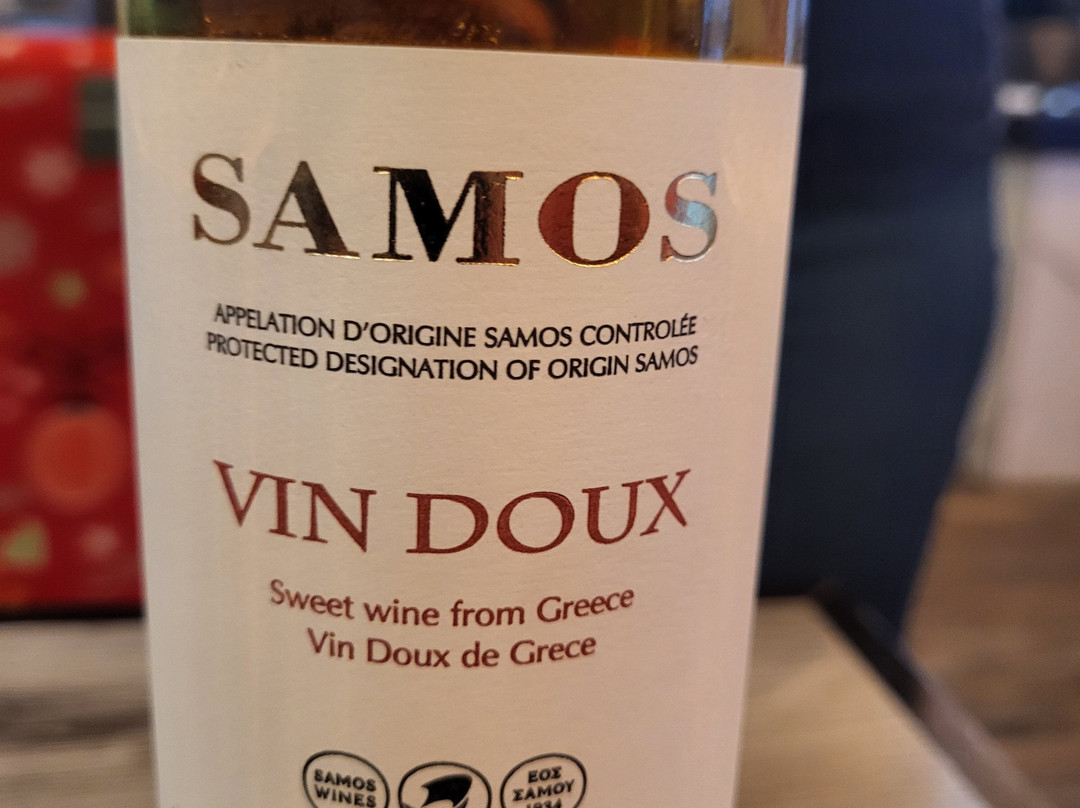 SAMOS
APPELATION D'ORIGINE SAMOS CONTROLÉE
PROTECTED DESIGNATION OF ORIGIN SAMOS
VIN DOUX
Sweet wine from Greece
Vin Doux de Grece
SAMOS
WINES
ΕΟΣ
ΣΑΜΟΥ
1934